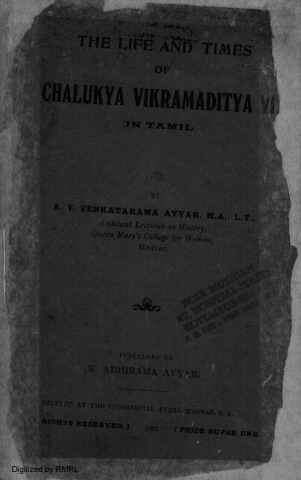 THE LIFE AND TIMES
OF
CHALUKYA VIKRAMADITYA VI
IN TAMIL
BY
A. V. VENKATARAMA AYYAR, M.A., L.T.,
Assistant Lecturer in History,
Queen Mary's College for Women,
Madras.
PUBLISHED BY
K. ABHIRAMA AYYAR.
PRINTED AT THE COMMERCIAL PRESS, MADRAS,
RIGHTS RESERVED ] [ PRICE RUPEE ONE
Digitized by RMRL